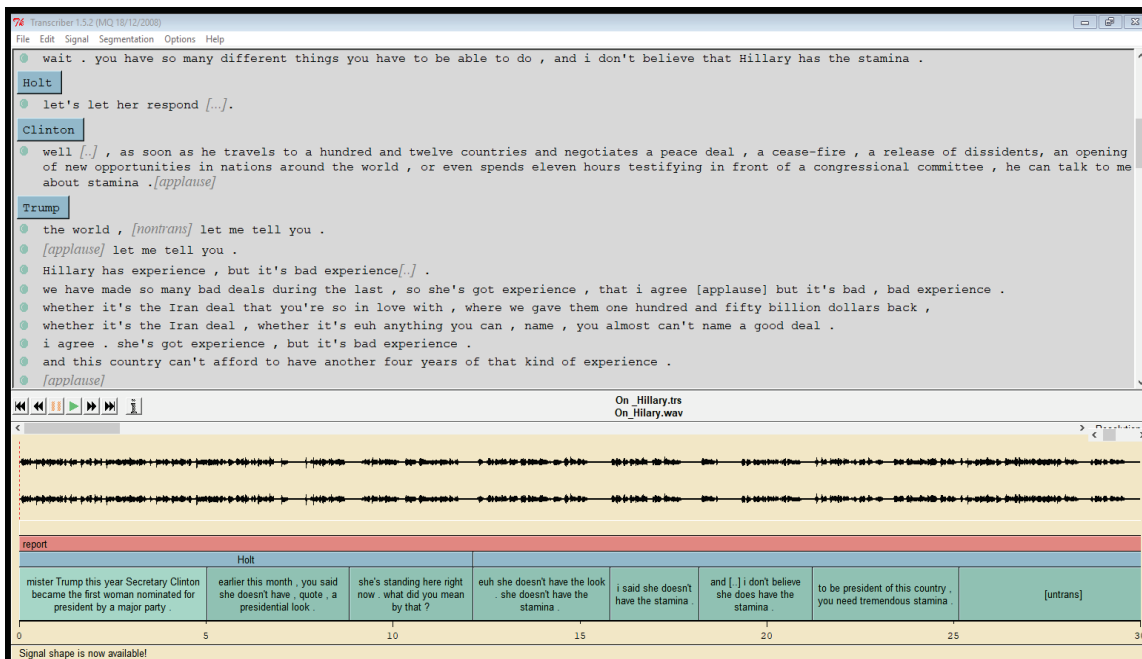 Transcriber 1.5.2 (MQ 18/12/2008)
File Edit Signal Segmentation Options Help
wait . you have so many different things you have to be able to do , and i don't believe that Hillary has the stamina .
Holt
let's let her respond [...].
Clinton
well [..] , as soon as he travels to a hundred and twelve countries and negotiates a peace deal , a cease-fire , a release of dissidents, an opening
of new opportunities in nations around the world , or even spends eleven hours testifying in front of a congressional committee , he can talk to me
about stamina .[applause]
Trump
the world , [nontrans] let me tell you .
[applause] let me tell you .
Hillary has experience , but it's bad experience[..] .
we have made so many bad deals during the last , so she's got experience , that i agree [applause] but it's bad , bad experience .
whether it's the Iran deal that you're so in love with , where we gave them one hundred and fifty billion dollars back ,
whether it's the Iran deal , whether it's euh anything you can , name , you almost can't name a good deal .
i agree . she's got experience , but it's bad experience .
and this country can't afford to have another four years of that kind of experience .
[applause]
On _Hillary.trs
On_Hilary.wav
report
Holt
mister Trump this year Secretary Clinton
became the first woman nominated for
president by a major party .
earlier this month , you said
she doesn't have , quote , a
presidential look .
she's standing here right
now . what did you mean
by that ?
euh she doesn't have the look
. she doesn't have the
stamina .
i said she doesn't
have the stamina .
and [..] i don't believe
she does have the
stamina .
to be president of this country ,
you need tremendous stamina .
[untrans]
0 5 10 15 20 25 30
Signal shape is now available!